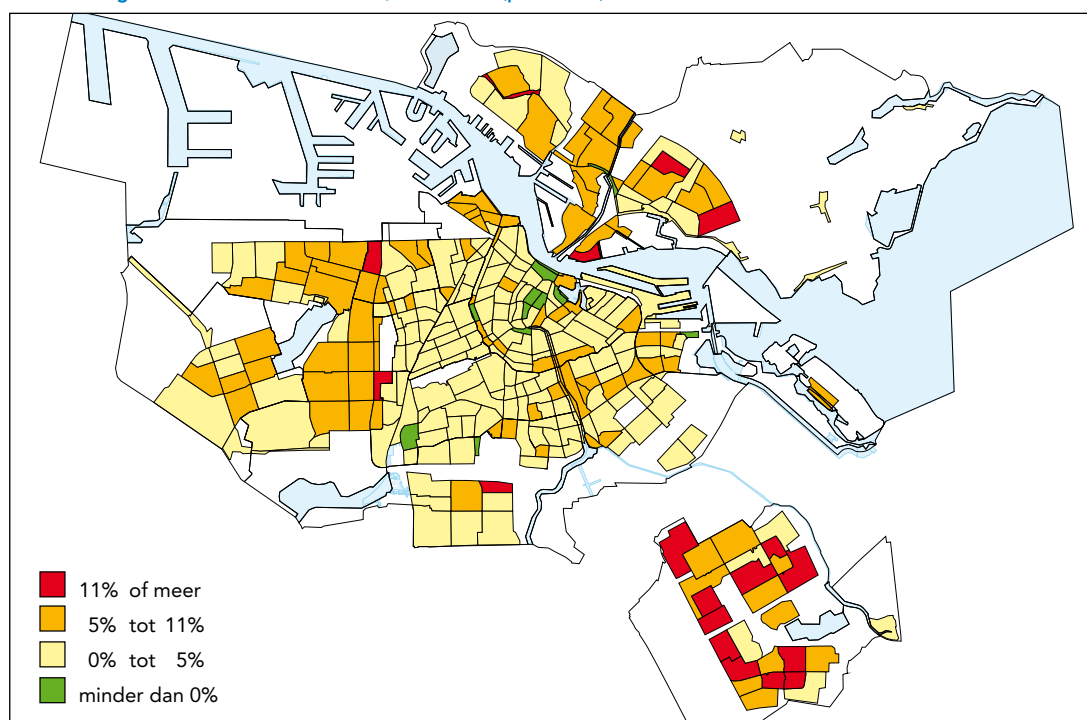 11% of meer
5% tot 11%
0% tot 5%
minder dan 0%